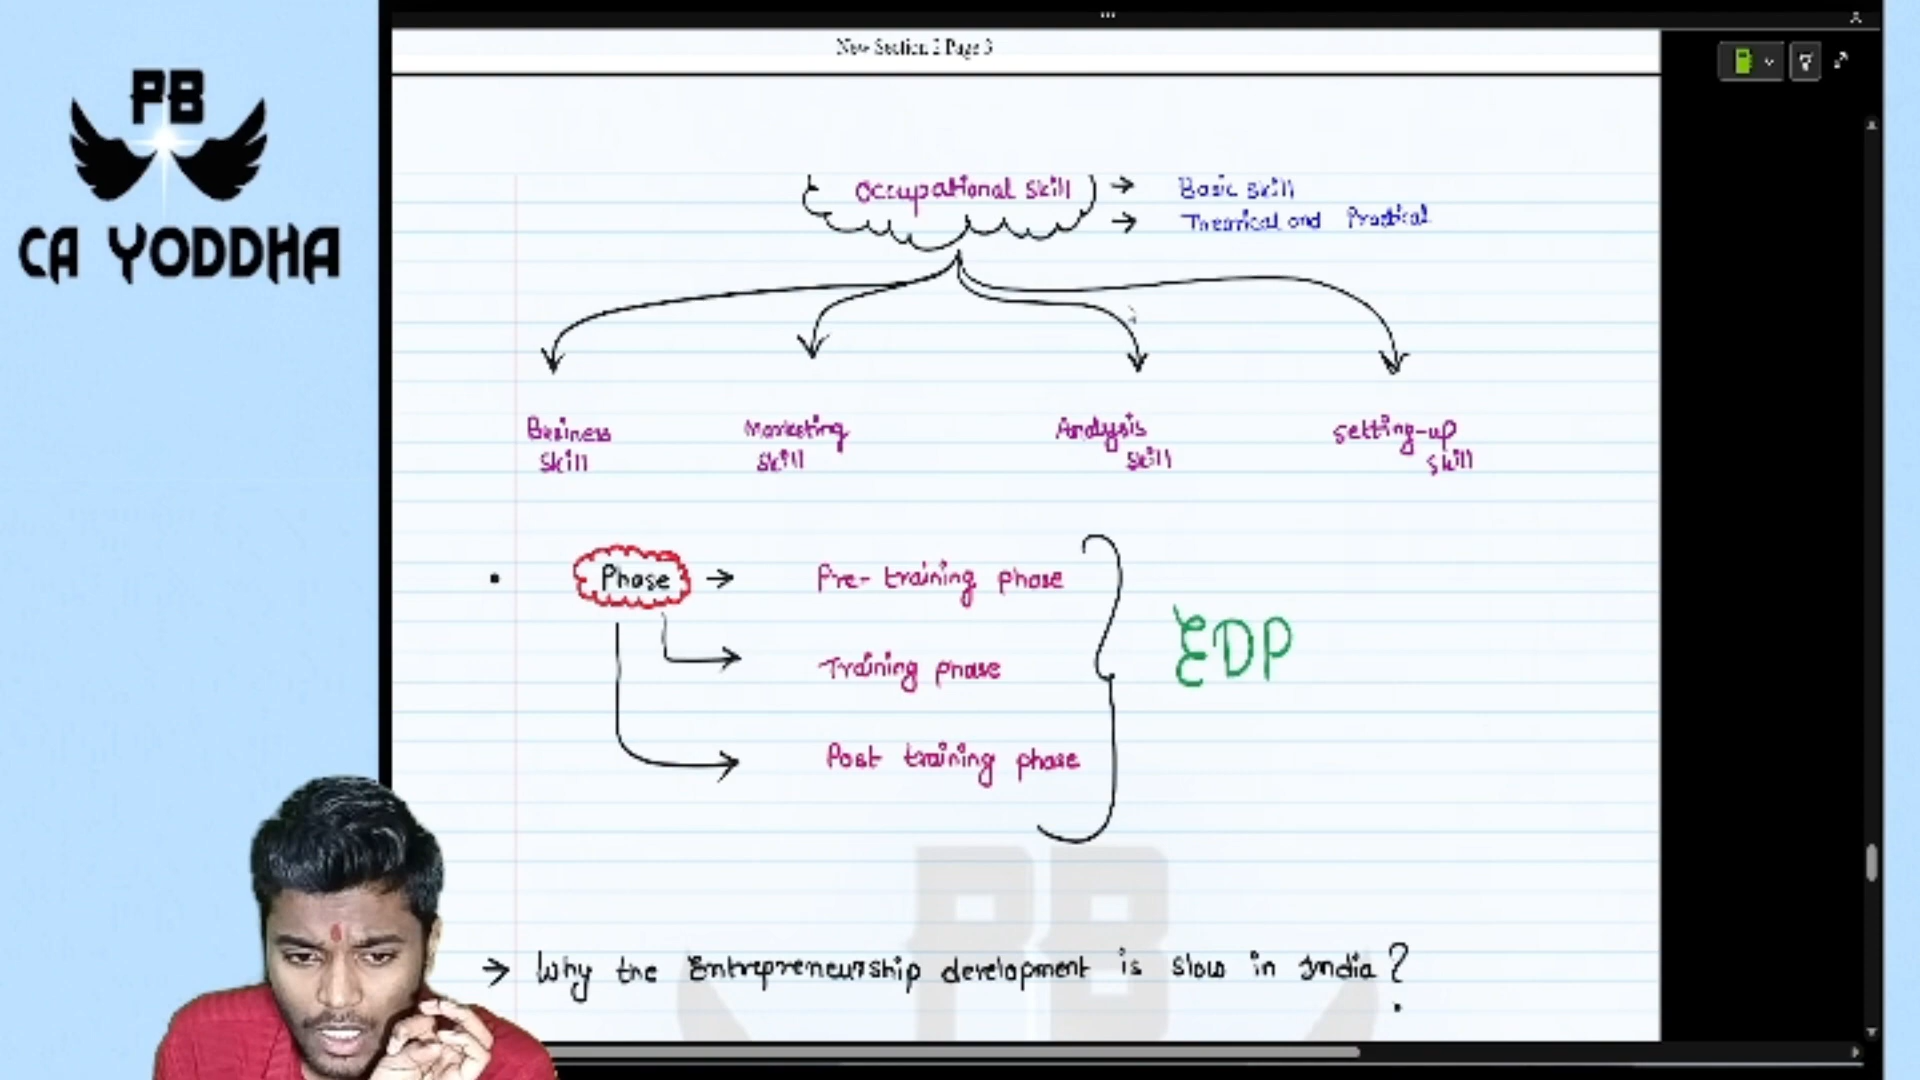 New Section 2 Page 3
PB
CA YODDHA
Occupational skill → Basic skill
→ Theorical and Practical
Business skill
Marketing skill
Analysis skill
setting-up skill
• Phase → Pre-training phase
Training phase
Post training phase
EDP
PB
→ Why the Entrepreneurship development is slow in India?